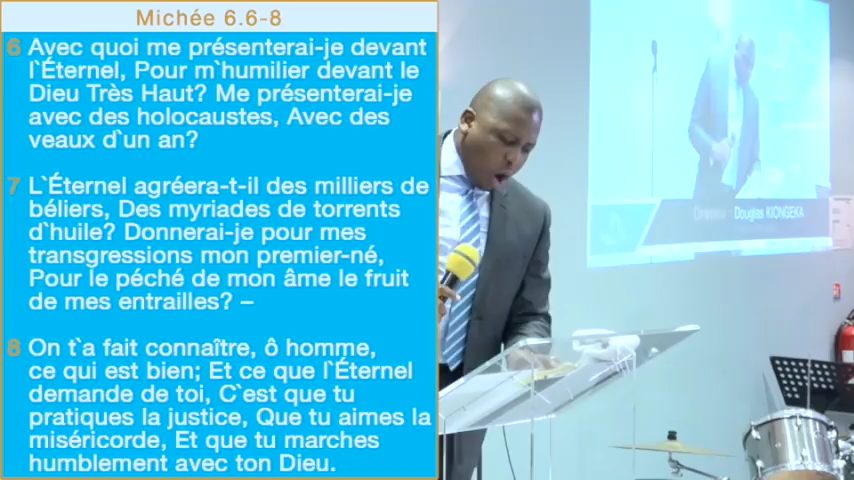 Michée 6.6-8
6 Avec quoi me présenterai-je devant
l`Éternel, Pour m`humilier devant le
Dieu Très Haut? Me présenterai-je
avec des holocaustes, Avec des
veaux d`un an?
7 L`Éternel agréera-t-il des milliers de
béliers, Des myriades de torrents
d`huile? Donnerai-je pour mes
transgressions mon premier-né,
Pour le péché de mon âme le fruit
de mes entrailles? –
8 On t`a fait connaître, ô homme,
ce qui est bien; Et ce que l`Éternel
demande de toi, C`est que tu
pratiques la justice, Que tu aimes la
miséricorde, Et que tu marches
humblement avec ton Dieu.
Douglas KIONGEKA